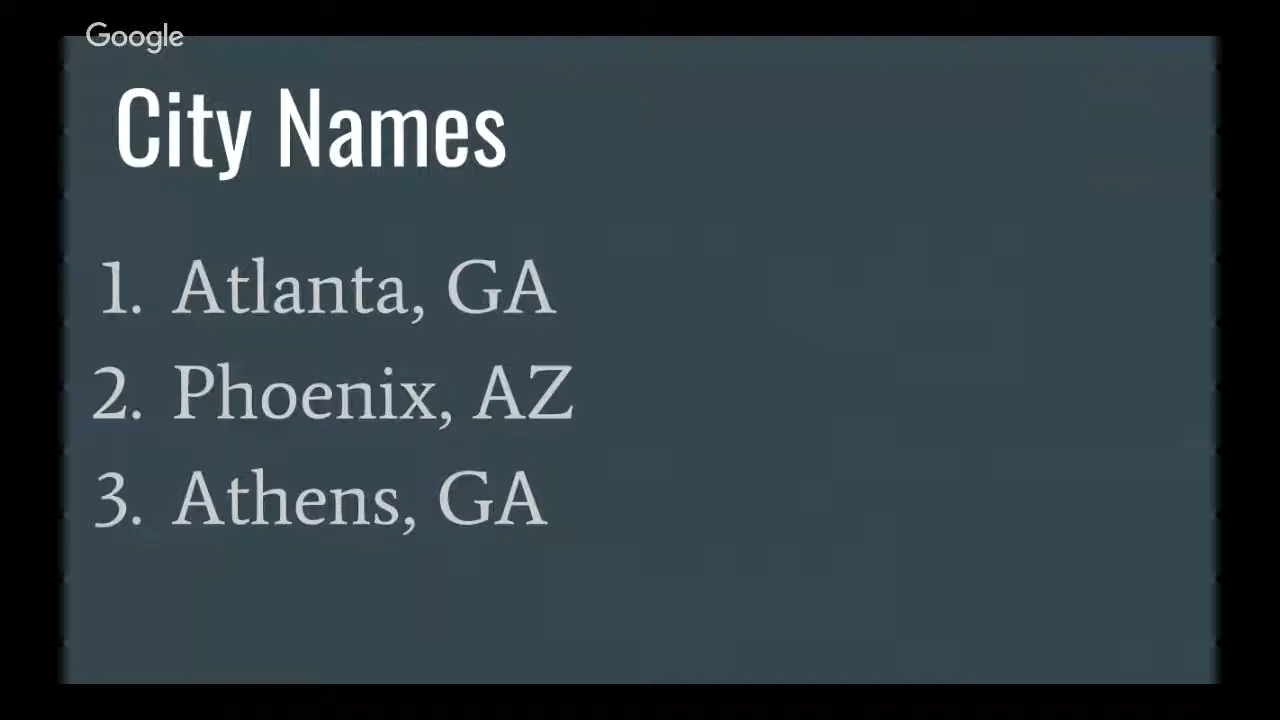 Google
City Names
1. Atlanta, GA
2. Phoenix, AZ
3. Athens, GA